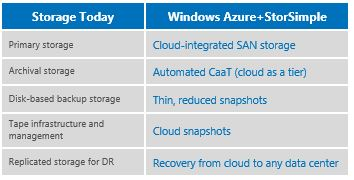 Storage Today
Windows Azure+StorSimple
Primary storage
Cloud-integrated SAN storage
Archival storage
Automated CaaT (cloud as a tier)
Disk-based backup storage
Thin, reduced snapshots
Tape infrastructure and
management
Cloud snapshots
Replicated storage for DR
Recovery from cloud to any data center